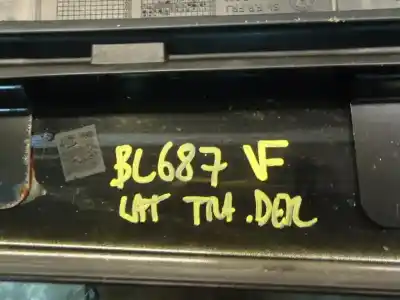 BL687 VF
LAT TRA.DER